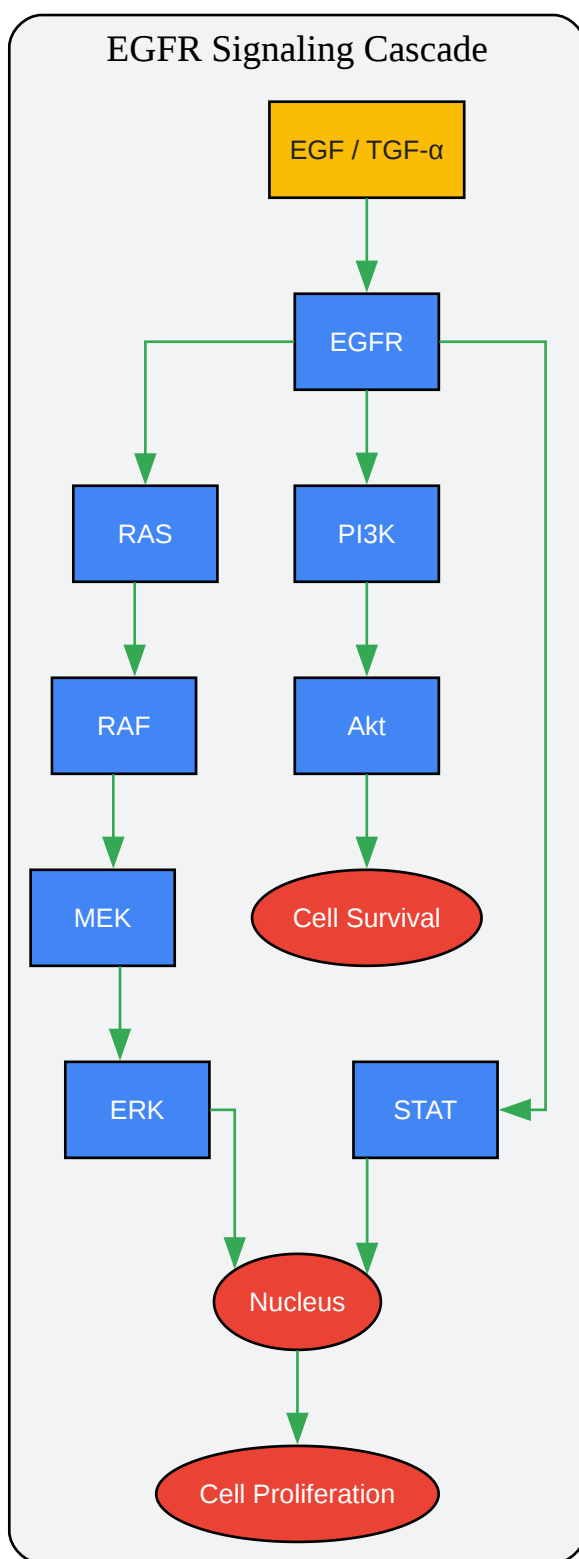 EGFR Signaling Cascade
EGF / TGF-α
EGFR
RAS
PI3K
RAF
Akt
MEK
Cell Survival
ERK
STAT
Nucleus
Cell Proliferation